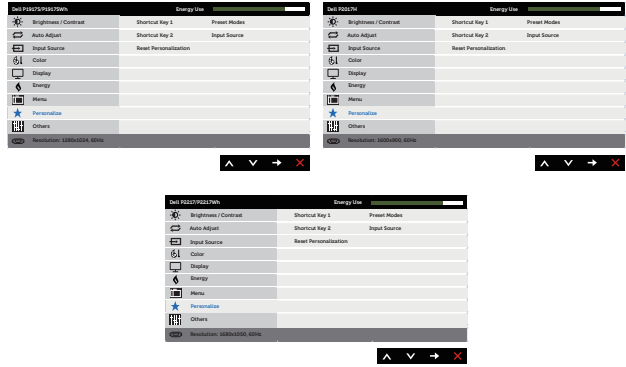 Dell P1917S/P1917SWh Energy Use
Brightness / Contrast Shortcut Key 1 Preset Modes
Auto Adjust Shortcut Key 2 Input Source
Input Source Reset Personalization
Color
Display
Energy
Menu
Personalize
Others
Resolution: 1280x1024, 60Hz
Dell P2017H Energy Use
Brightness / Contrast Shortcut Key 1 Preset Modes
Auto Adjust Shortcut Key 2 Input Source
Input Source Reset Personalization
Color
Display
Energy
Menu
Personalize
Others
Resolution: 1600x900, 60Hz
Dell P2217/P2217Wh Energy Use
Brightness / Contrast Shortcut Key 1 Preset Modes
Auto Adjust Shortcut Key 2 Input Source
Input Source Reset Personalization
Color
Display
Energy
Menu
Personalize
Others
Resolution: 1680x1050, 60Hz